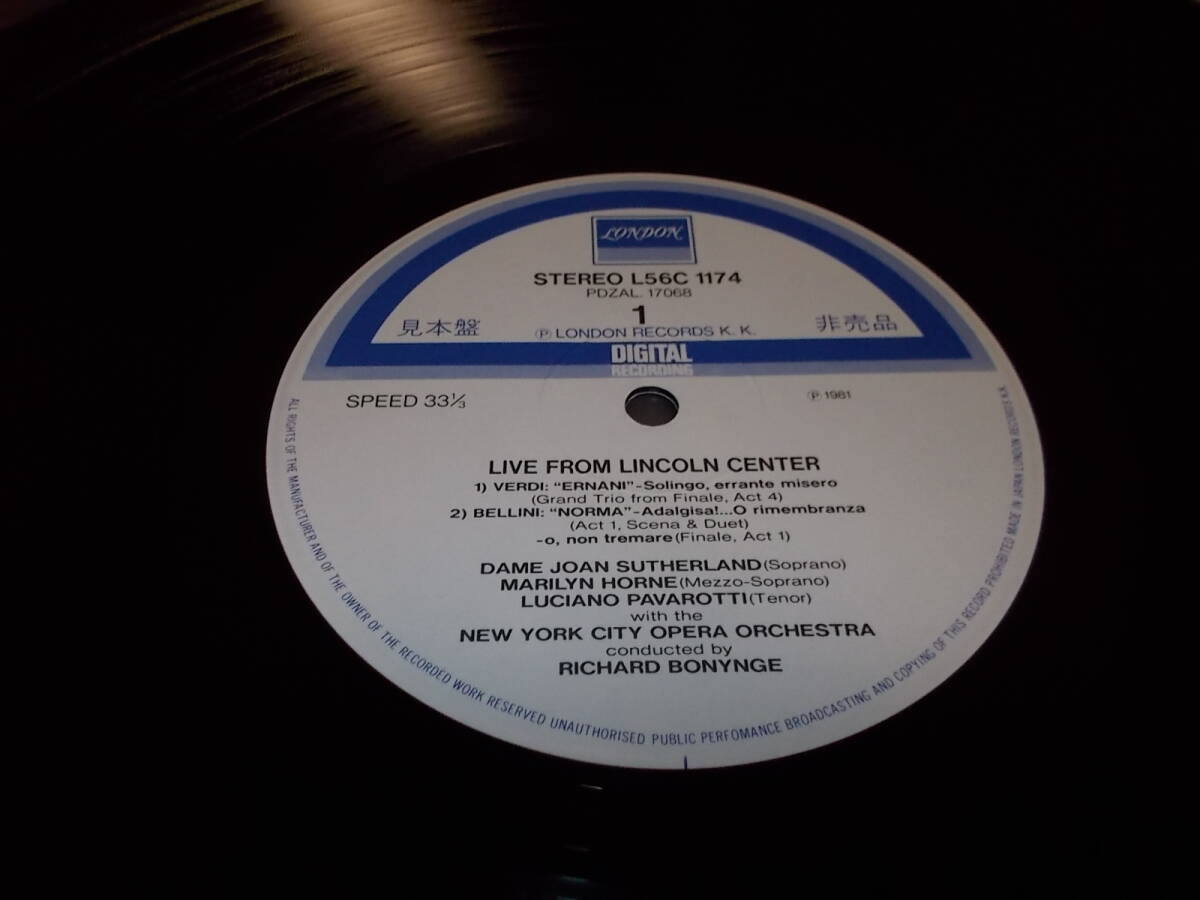 LONDON
STEREO L56C 1174
PDZAL. 17068
1
見本盤
非売品
Ⓟ LONDON RECORDS K. K.
DIGITAL
RECORDING
SPEED 33⅓
Ⓟ 1981
LIVE FROM LINCOLN CENTER
1) VERDI: “ERNANI”-Solingo, errante misero
(Grand Trio from Finale, Act 4)
2) BELLINI: “NORMA”-Adalgisa!...O rimembranza
(Act 1, Scena & Duet)
-o, non tremare(Finale, Act 1)
DAME JOAN SUTHERLAND(Soprano)
MARILYN HORNE(Mezzo-Soprano)
LUCIANO PAVAROTTI(Tenor)
with the
NEW YORK CITY OPERA ORCHESTRA
conducted by
RICHARD BONYNGE
ALL RIGHTS OF THE MANUFACTURER AND OF THE OWNER OF THE RECORDED WORK RESERVED UNAUTHORISED PUBLIC PERFOMANCE BROADCASTING AND COPYING OF THIS RECORD PROHIBITED MADE IN JAPAN LONDON RECORDS K.K.